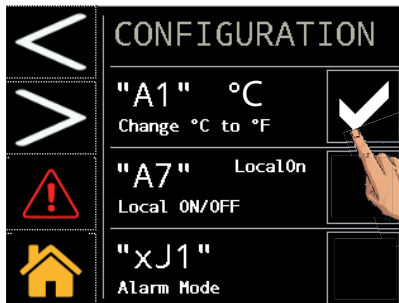 CONFIGURATION
"A1" °C
Change °C to °F
"A7" LocalOn
Local ON/OFF
"xJ1"
Alarm Mode